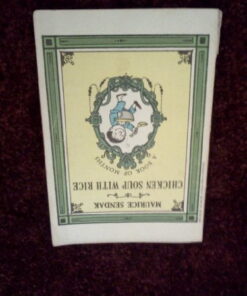 MAURICE SENDAK
CHICKEN SOUP WITH RICE
A BOOK OF MONTHS